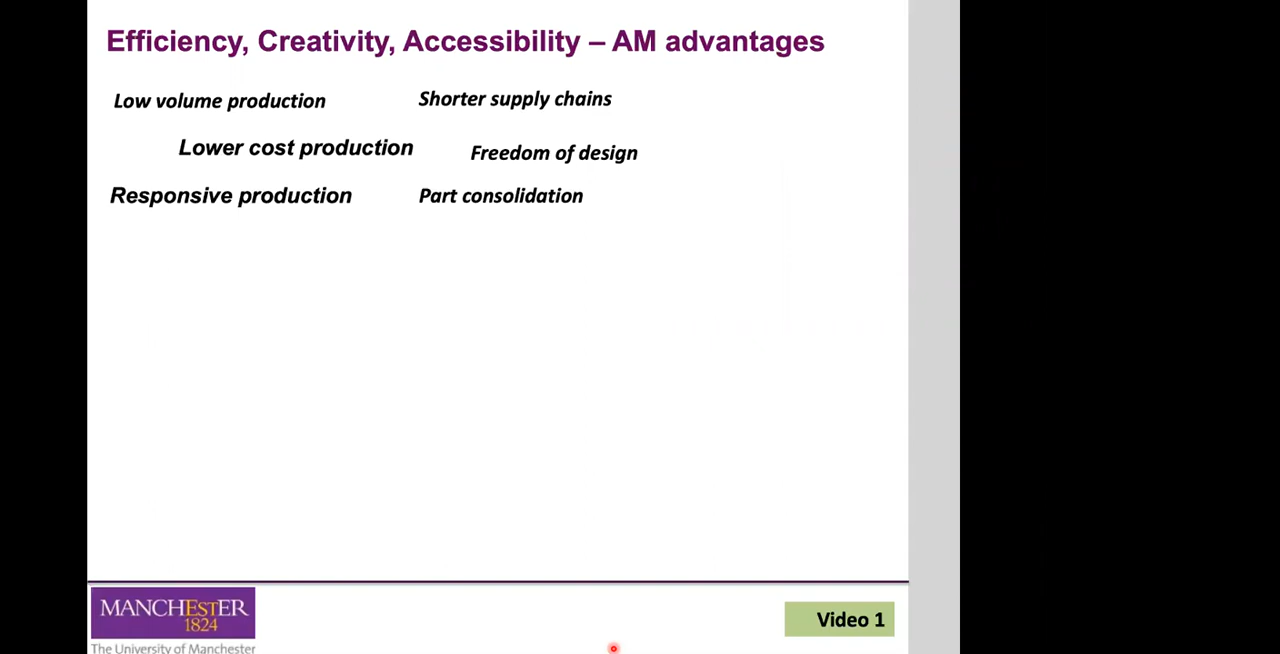 Efficiency, Creativity, Accessibility – AM advantages
Low volume production
Shorter supply chains
Lower cost production
Freedom of design
Responsive production
Part consolidation
MANCHESTER
1824
The University of Manchester
Video 1